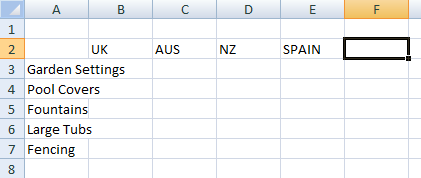 A B C D E F
1
2 UK AUS NZ SPAIN
3 Garden Settings
4 Pool Covers
5 Fountains
6 Large Tubs
7 Fencing
8